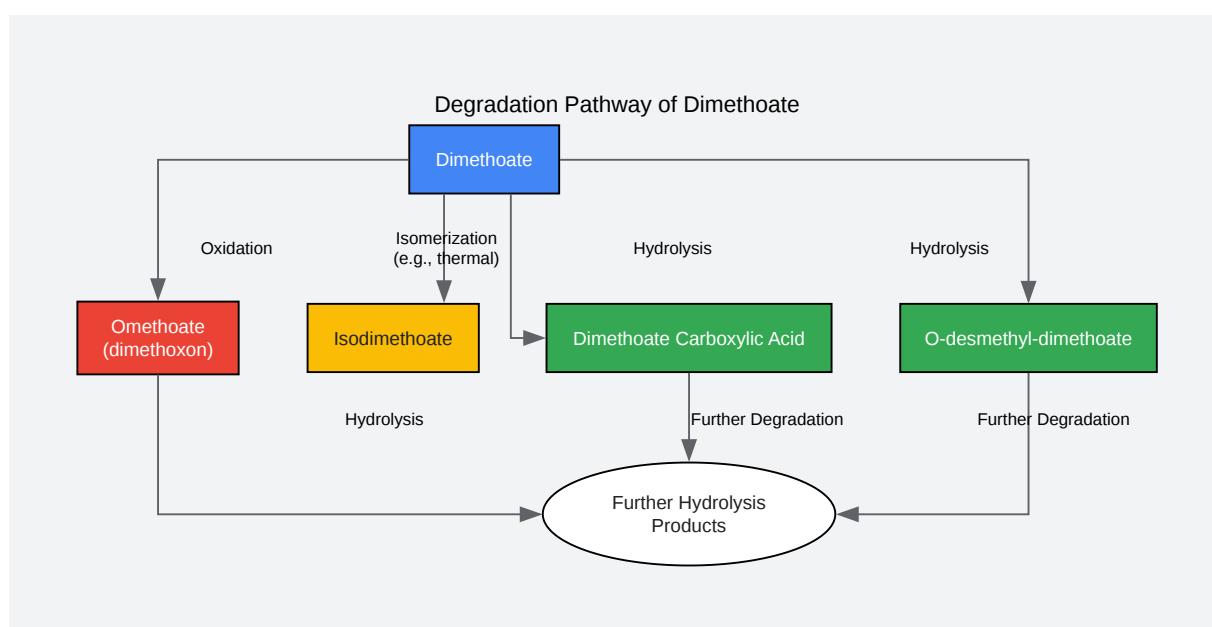 Degradation Pathway of Dimethoate
Dimethoate
Oxidation
Isomerization
(e.g., thermal)
Hydrolysis
Hydrolysis
Omethoate
(dimethoxon)
Isodimethoate
Dimethoate Carboxylic Acid
O-desmethyl-dimethoate
Hydrolysis
Further Degradation
Further Degradation
Further Hydrolysis
Products